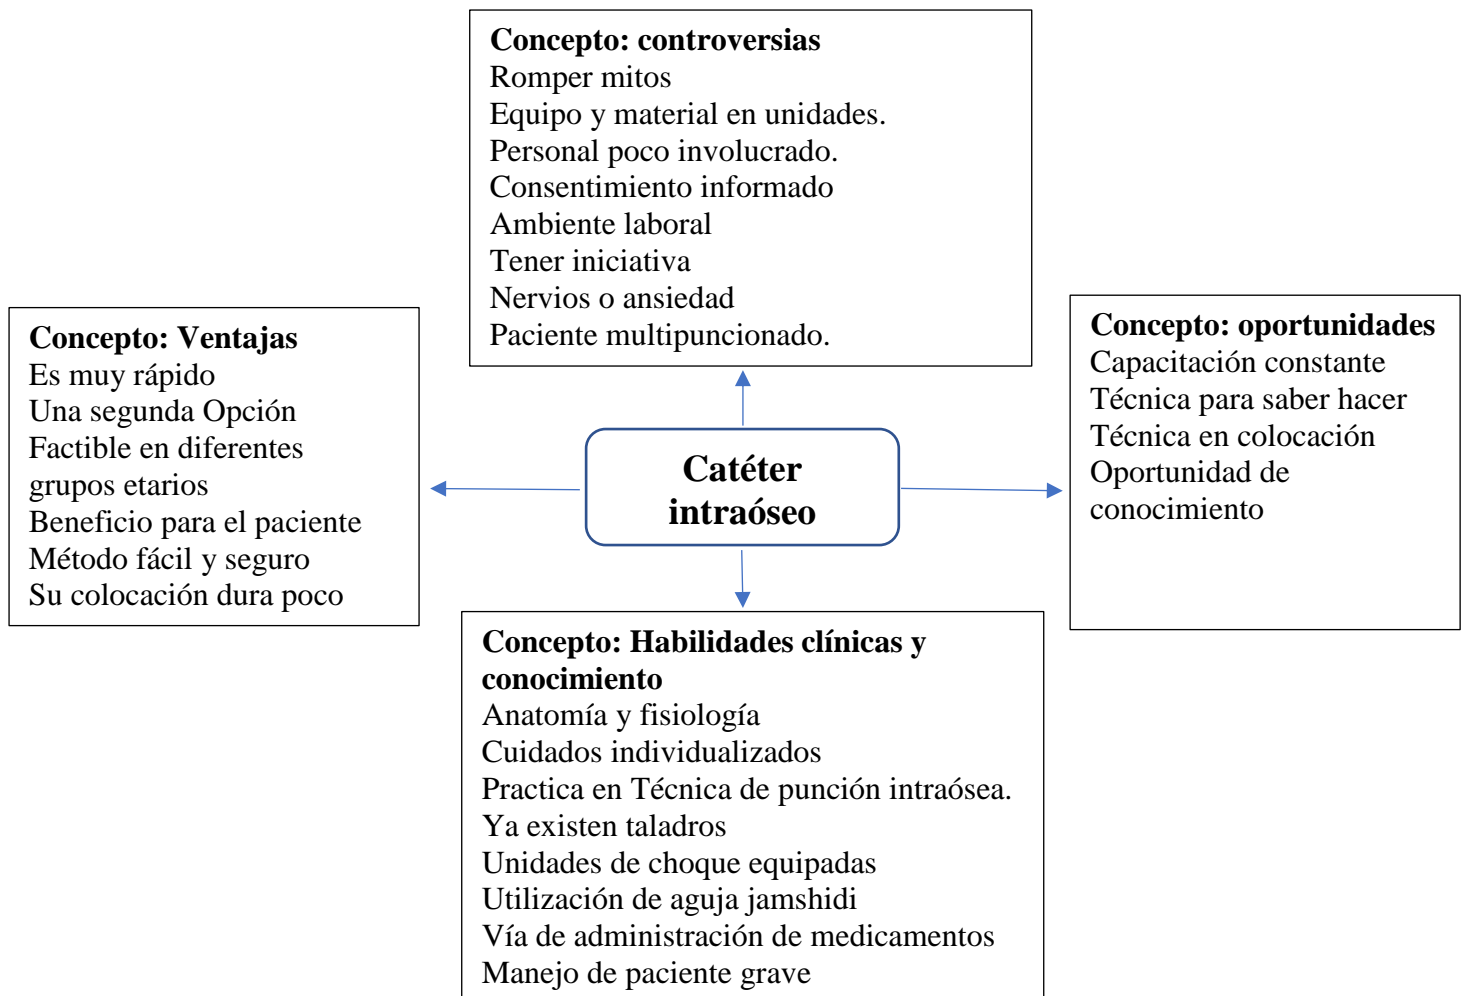 Concepto: controversias
Romper mitos
Equipo y material en unidades.
Personal poco involucrado.
Consentimiento informado
Ambiente laboral
Tener iniciativa
Nervios o ansiedad
Paciente multipuncionado.
Concepto: Ventajas
Es muy rápido
Una segunda Opción
Factible en diferentes
grupos etarios
Beneficio para el paciente
Método fácil y seguro
Su colocación dura poco
Catéter
intraóseo
Concepto: oportunidades
Capacitación constante
Técnica para saber hacer
Técnica en colocación
Oportunidad de
conocimiento
Concepto: Habilidades clínicas y
conocimiento
Anatomía y fisiología
Cuidados individualizados
Practica en Técnica de punción intraósea.
Ya existen taladros
Unidades de choque equipadas
Utilización de aguja jamshidi
Vía de administración de medicamentos
Manejo de paciente grave